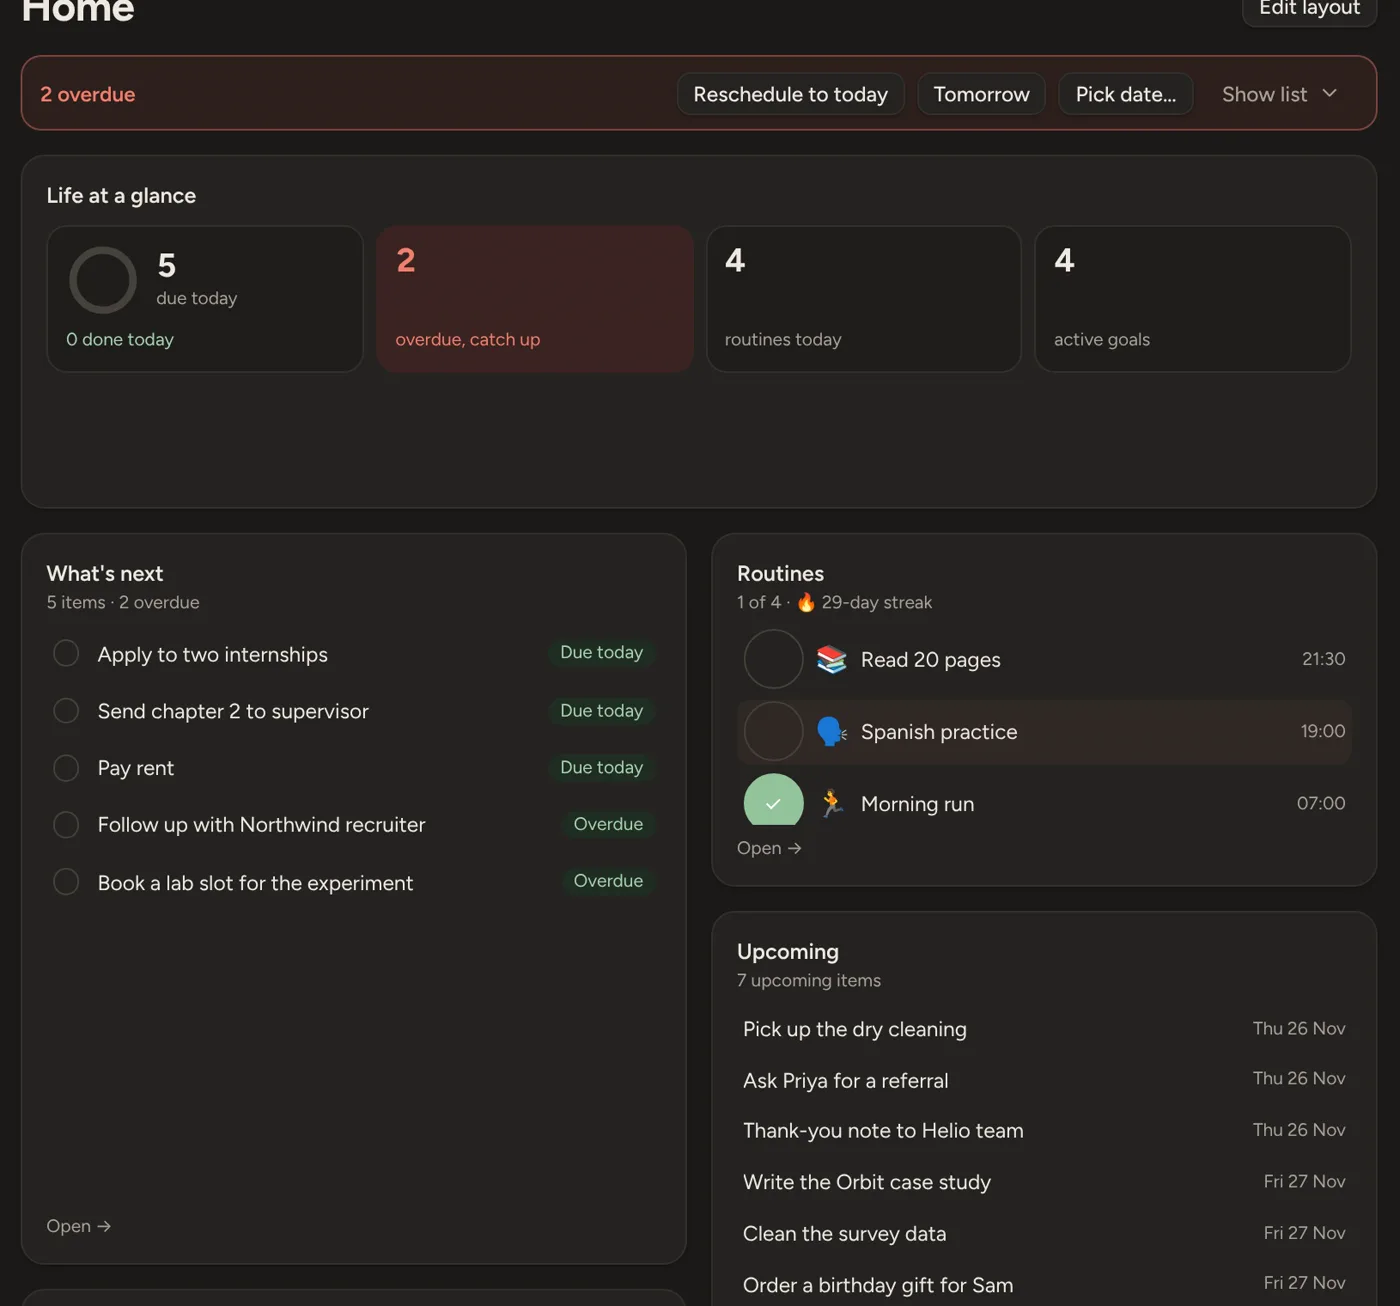 Home
Edit layout
2 overdue
Reschedule to today
Tomorrow
Pick date...
Show list
Life at a glance
5
due today
0 done today
2
overdue, catch up
4
routines today
4
active goals
What's next
5 items · 2 overdue
Apply to two internships
Due today
Send chapter 2 to supervisor
Due today
Pay rent
Due today
Follow up with Northwind recruiter
Overdue
Book a lab slot for the experiment
Overdue
Open →
Routines
1 of 4 · 🔥 29-day streak
Read 20 pages
21:30
Spanish practice
19:00
Morning run
07:00
Open →
Upcoming
7 upcoming items
Pick up the dry cleaning
Thu 26 Nov
Ask Priya for a referral
Thu 26 Nov
Thank-you note to Helio team
Thu 26 Nov
Write the Orbit case study
Fri 27 Nov
Clean the survey data
Fri 27 Nov
Order a birthday gift for Sam
Fri 27 Nov